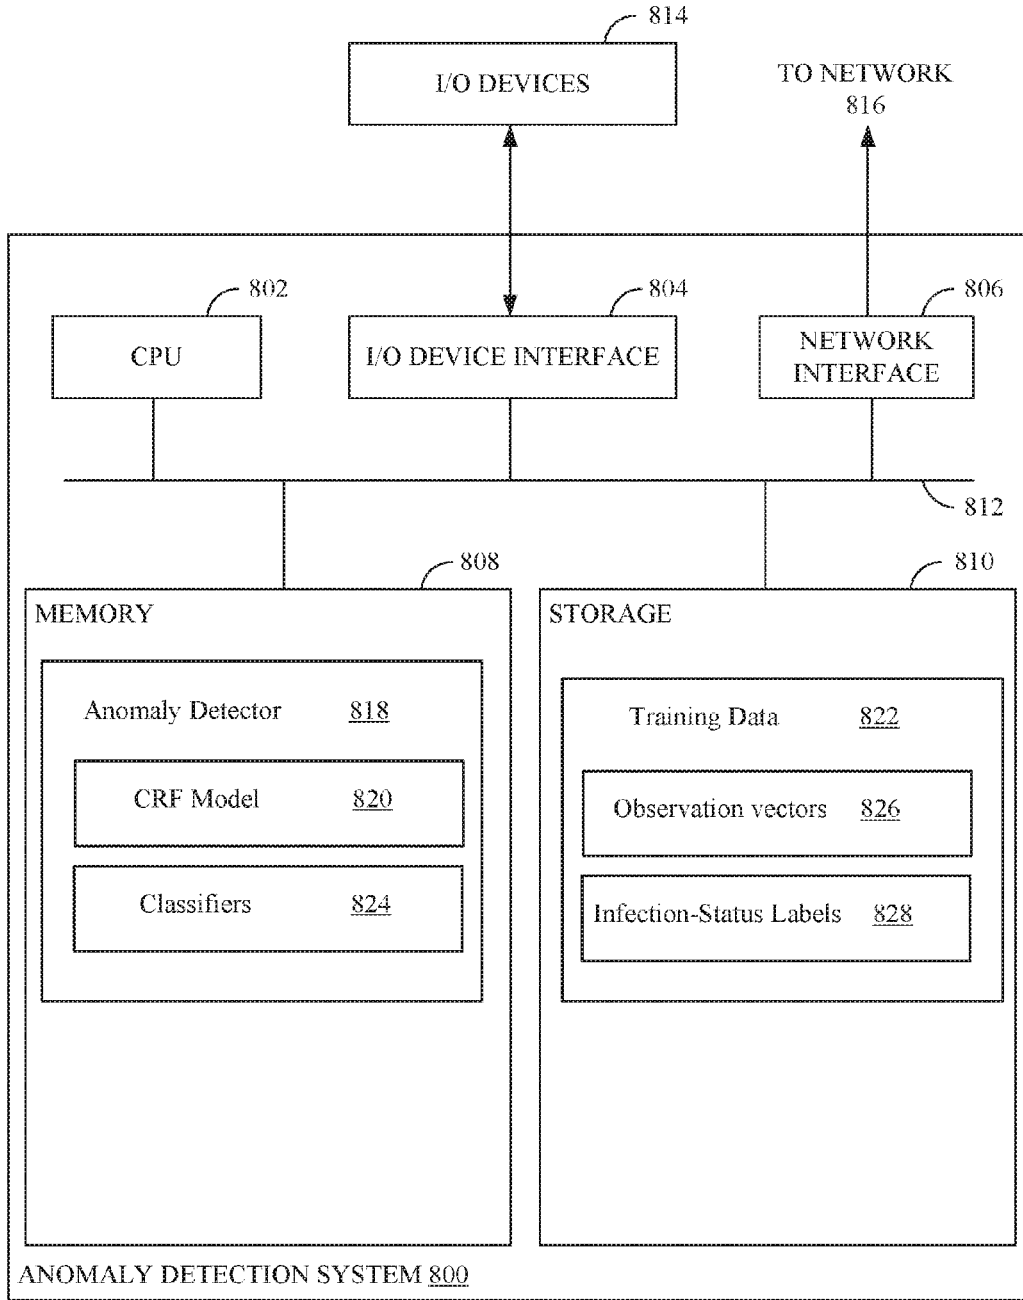 814
I/O DEVICES
TO NETWORK
816
802
804
806
CPU
I/O DEVICE INTERFACE
NETWORK
INTERFACE
812
808
810
MEMORY
STORAGE
Anomaly Detector 818
Training Data 822
CRF Model 820
Observation vectors 826
Classifiers 824
Infection-Status Labels 828
ANOMALY DETECTION SYSTEM 800